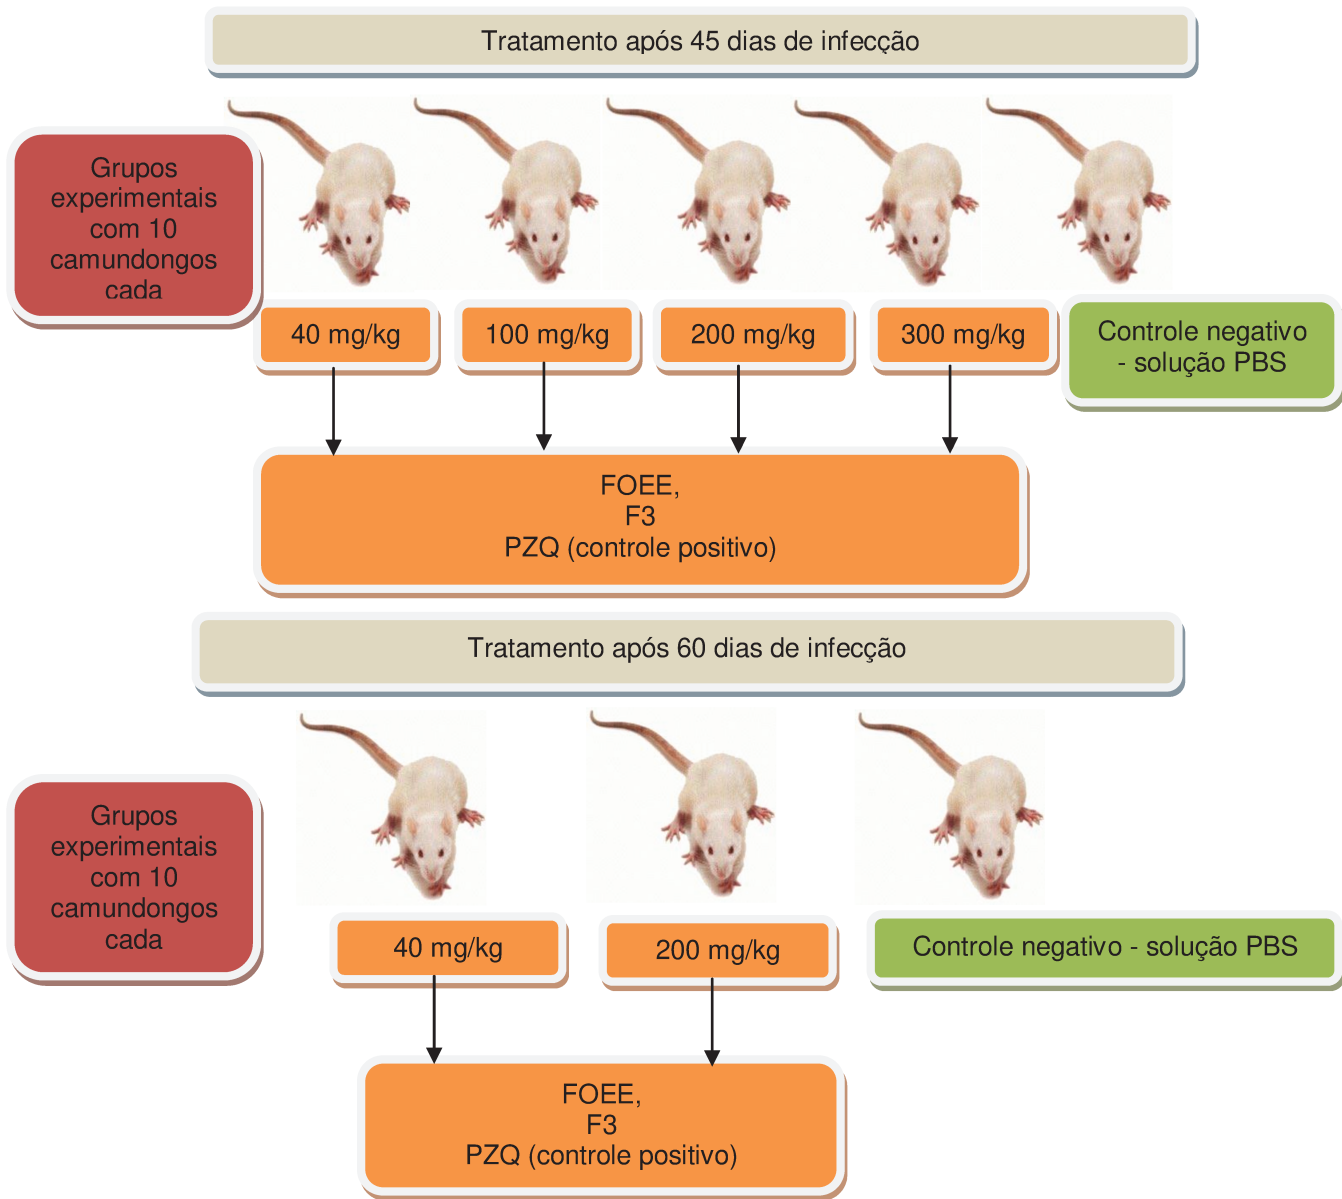 Tratamento após 45 dias de infecção
Grupos
experimentais
com 10
camundongos
cada
40 mg/kg
100 mg/kg
200 mg/kg
300 mg/kg
Controle negativo
- solução PBS
FOEE,
F3
PZQ (controle positivo)
Tratamento após 60 dias de infecção
Grupos
experimentais
com 10
camundongos
cada
40 mg/kg
200 mg/kg
Controle negativo - solução PBS
FOEE,
F3
PZQ (controle positivo)